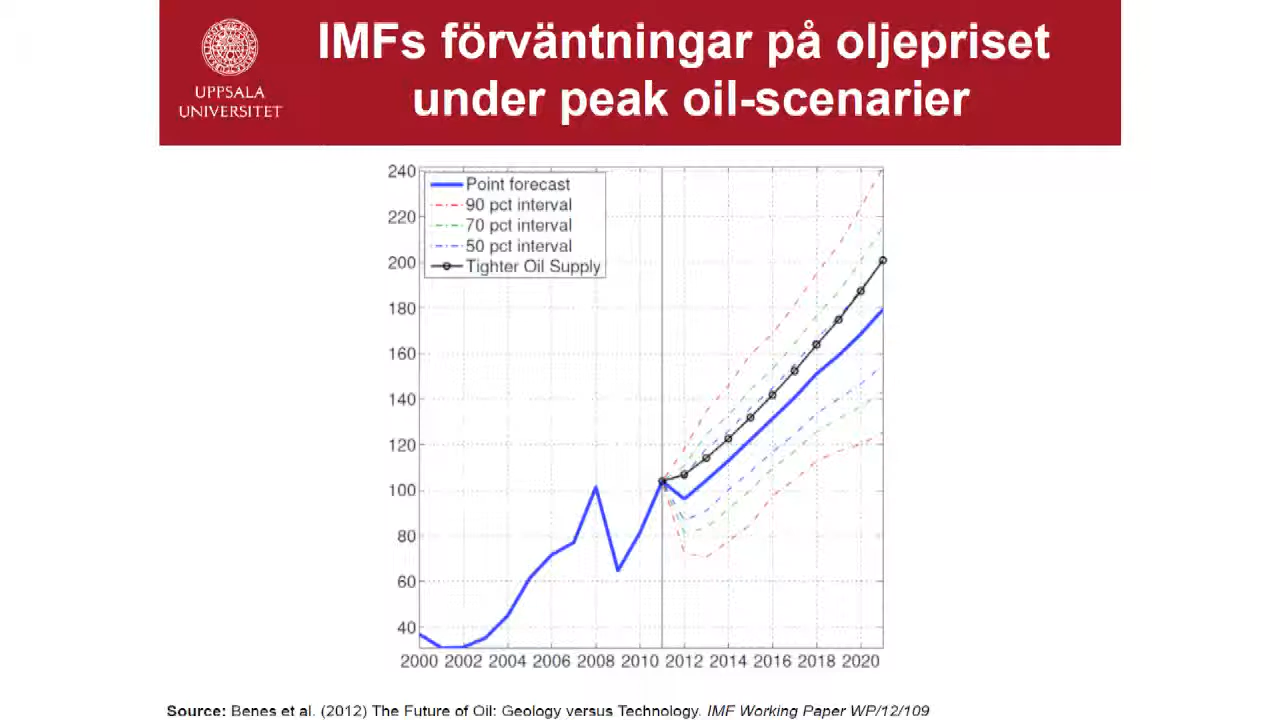 IMFs förväntningar på oljepriset
under peak oil-scenarier
UPPSALA
UNIVERSITET
240
220
200
180
160
140
120
100
80
60
40
Point forecast
90 pct interval
70 pct interval
50 pct interval
Tighter Oil Supply
2000 2002 2004 2006 2008 2010 2012 2014 2016 2018 2020
Source: Benes et al. (2012) The Future of Oil: Geology versus Technology. IMF Working Paper WP/12/109